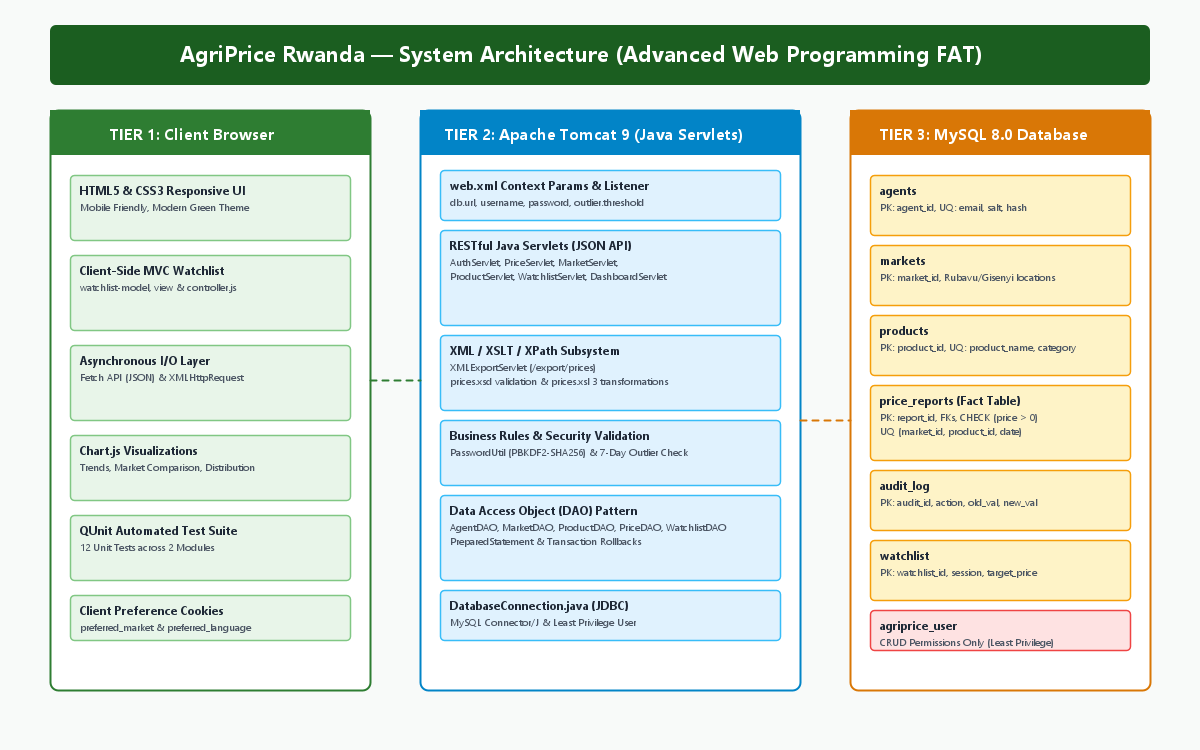 AgriPrice Rwanda — System Architecture (Advanced Web Programming FAT)
TIER 1: Client Browser
HTML5 & CSS3 Responsive UI
Mobile Friendly, Modern Green Theme
Client-Side MVC Watchlist
watchlist-model, view & controller.js
Asynchronous I/O Layer
Fetch API (JSON) & XMLHttpRequest
Chart.js Visualizations
Trends, Market Comparison, Distribution
QUnit Automated Test Suite
12 Unit Tests across 2 Modules
Client Preference Cookies
preferred_market & preferred_language
TIER 2: Apache Tomcat 9 (Java Servlets)
web.xml Context Params & Listener
db.url, username, password, outlier.threshold
RESTful Java Servlets (JSON API)
AuthServlet, PriceServlet, MarketServlet,
ProductServlet, WatchlistServlet, DashboardServlet
XML / XSLT / XPath Subsystem
XMLExportServlet (/export/prices)
prices.xsd validation & prices.xsl 3 transformations
Business Rules & Security Validation
PasswordUtil (PBKDF2-SHA256) & 7-Day Outlier Check
Data Access Object (DAO) Pattern
AgentDAO, MarketDAO, ProductDAO, PriceDAO, WatchlistDAO
PreparedStatement & Transaction Rollbacks
DatabaseConnection.java (JDBC)
MySQL Connector/J & Least Privilege User
TIER 3: MySQL 8.0 Database
agents
PK: agent_id, UQ: email, salt, hash
markets
PK: market_id, Rubavu/Gisenyi locations
products
PK: product_id, UQ: product_name, category
price_reports (Fact Table)
PK: report_id, FKs, CHECK (price > 0)
UQ (market_id, product_id, date)
audit_log
PK: audit_id, action, old_val, new_val
watchlist
PK: watchlist_id, session, target_price
agriprice_user
CRUD Permissions Only (Least Privilege)